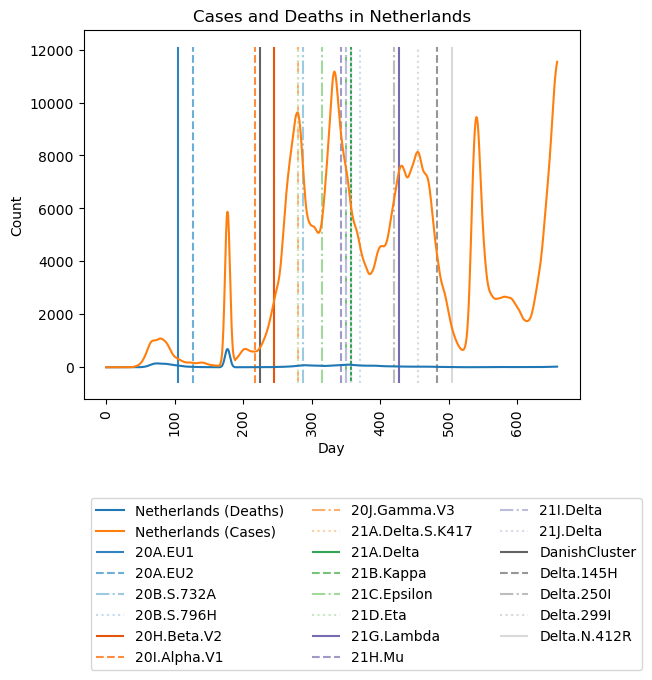 Cases and Deaths in Netherlands
12000
10000
8000
6000
4000
2000
0
Count
0 100 200 300 400 500 600
Day
Netherlands (Deaths)
Netherlands (Cases)
20A.EU1
20A.EU2
20B.S.732A
20B.S.796H
20H.Beta.V2
20I.Alpha.V1
20J.Gamma.V3
21A.Delta.S.K417
21A.Delta
21B.Kappa
21C.Epsilon
21D.Eta
21G.Lambda
21H.Mu
21I.Delta
21J.Delta
DanishCluster
Delta.145H
Delta.250I
Delta.299I
Delta.N.412R